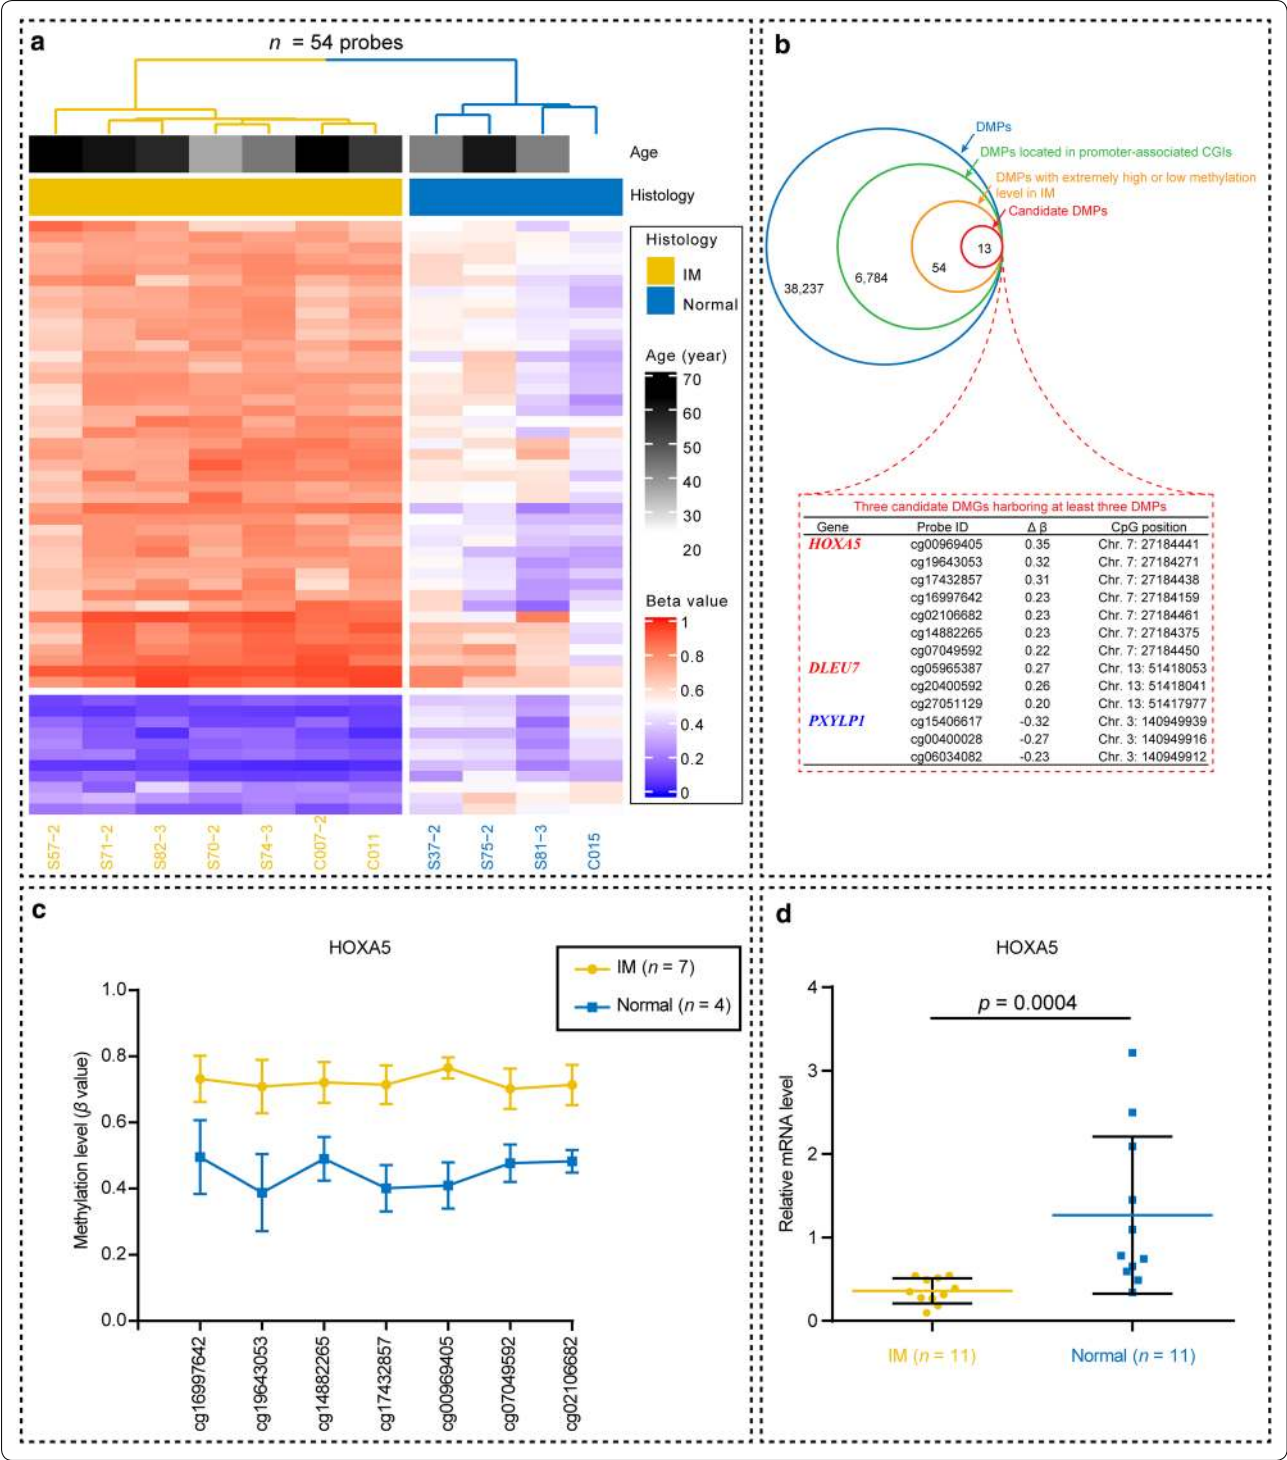 a
n = 54 probes
Age
Histology
Histology
IM
Normal
Age (year)
70
60
50
40
30
20
Beta value
1
0.8
0.6
0.4
0.2
0
S57-2
S71-2
S82-3
S70-2
S74-3
C007-2
C011
S37-2
S75-2
S81-3
C015
b
DMPs
DMPs located in promoter-associated CGIs
DMPs with extremely high or low methylation
level in IM
Candidate DMPs
13
54
6,784
38,237
Three candidate DMGs harboring at least three DMPs
Gene Probe ID Δ β CpG position
HOXA5 cg00969405 0.35 Chr. 7: 27184441
cg19643053 0.32 Chr. 7: 27184271
cg17432857 0.31 Chr. 7: 27184438
cg16997642 0.23 Chr. 7: 27184159
cg02106682 0.23 Chr. 7: 27184461
cg14882265 0.23 Chr. 7: 27184375
cg07049592 0.22 Chr. 7: 27184450
DLEU7 cg05965387 0.27 Chr. 13: 51418053
cg20400592 0.26 Chr. 13: 51418041
cg27051129 0.20 Chr. 13: 51417977
PXYLP1 cg15406617 -0.32 Chr. 3: 140949939
cg00400028 -0.27 Chr. 3: 140949916
cg06034082 -0.23 Chr. 3: 140949912
c
HOXA5
IM (n = 7)
Normal (n = 4)
Methylation level (β value)
1.0
0.8
0.6
0.4
0.2
0.0
cg16997642
cg19643053
cg14882265
cg17432857
cg00969405
cg07049592
cg02106682
d
HOXA5
p = 0.0004
Relative mRNA level
4
3
2
1
0
IM (n = 11)
Normal (n = 11)